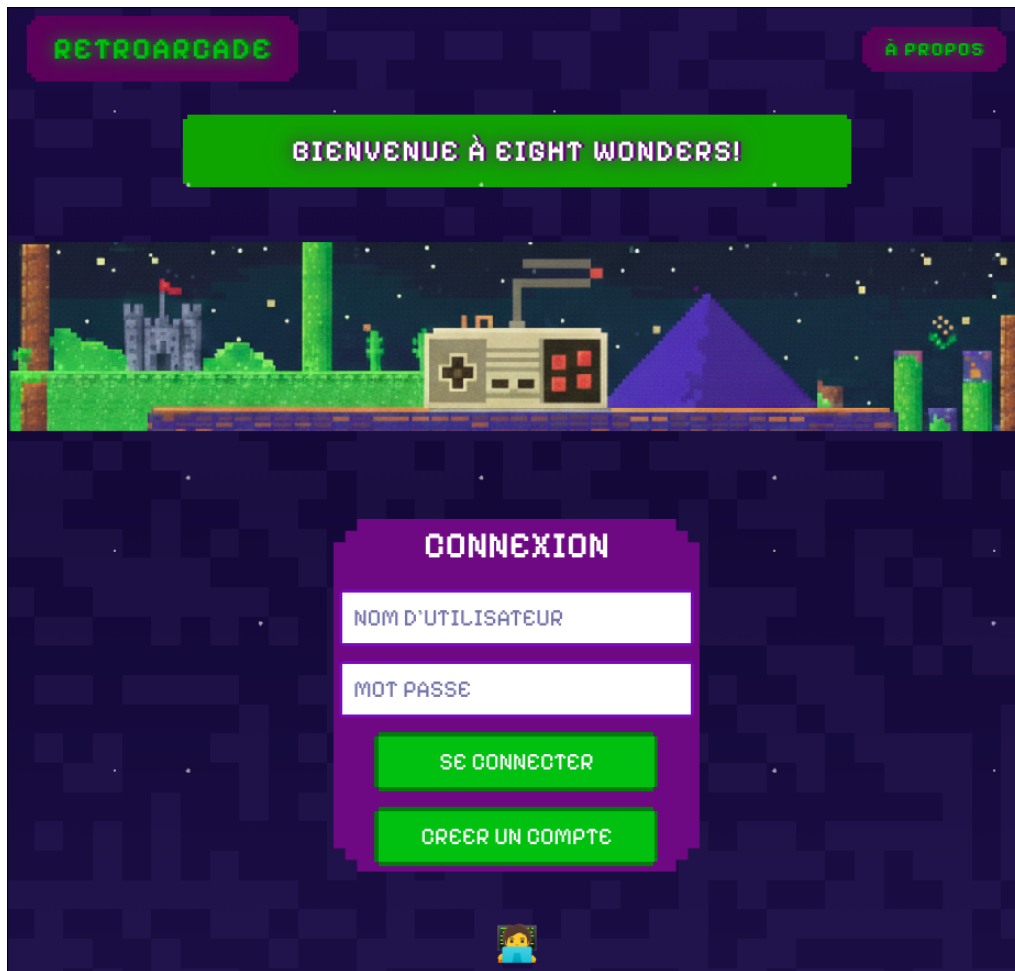 RETROARCADE
À PROPOS
BIENVENUE À EIGHT WONDERS!
CONNEXION
NOM D'UTILISATEUR
MOT PASSE
SE CONNECTER
CREER UN COMPTE